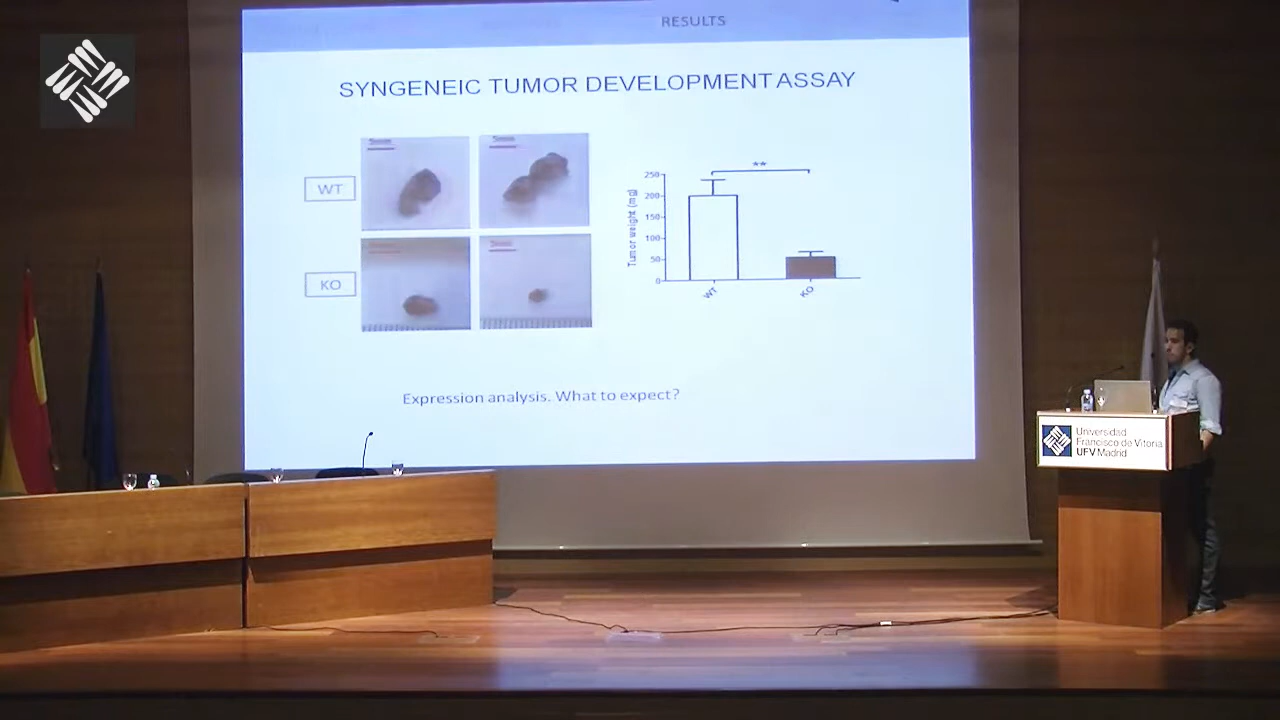 RESULTS
SYNGENEIC TUMOR DEVELOPMENT ASSAY
WT
KO
Tumor weight (mg)
250
200
150
100
50
0
**
WT
KO
Expression analysis. What to expect?
Universidad
Francisco de Vitoria
UFV Madrid